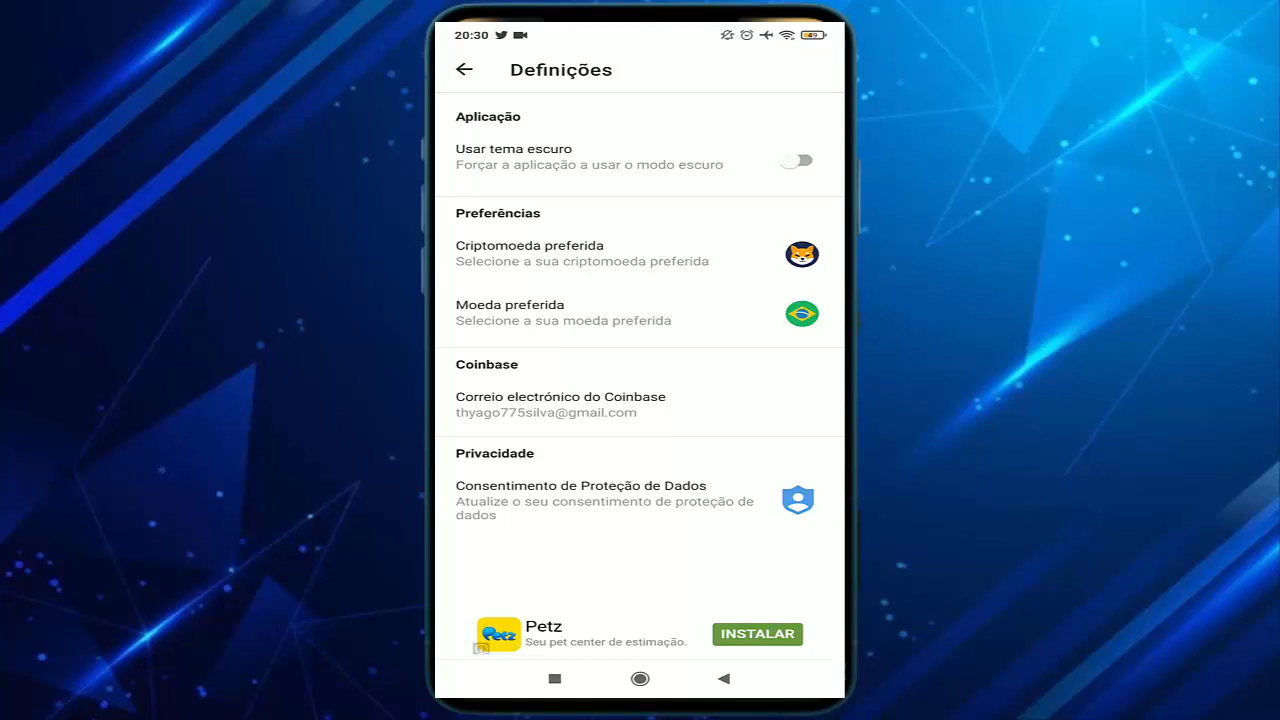 20:30
49
Definições
Aplicação
Usar tema escuro
Forçar a aplicação a usar o modo escuro
Preferências
Criptomoeda preferida
Selecione a sua criptomoeda preferida
Moeda preferida
Selecione a sua moeda preferida
Coinbase
Correio electrónico do Coinbase
thyago775silva@gmail.com
Privacidade
Consentimento de Proteção de Dados
Atualize o seu consentimento de proteção de
dados
Petz
Petz
Seu pet center de estimação.
INSTALAR